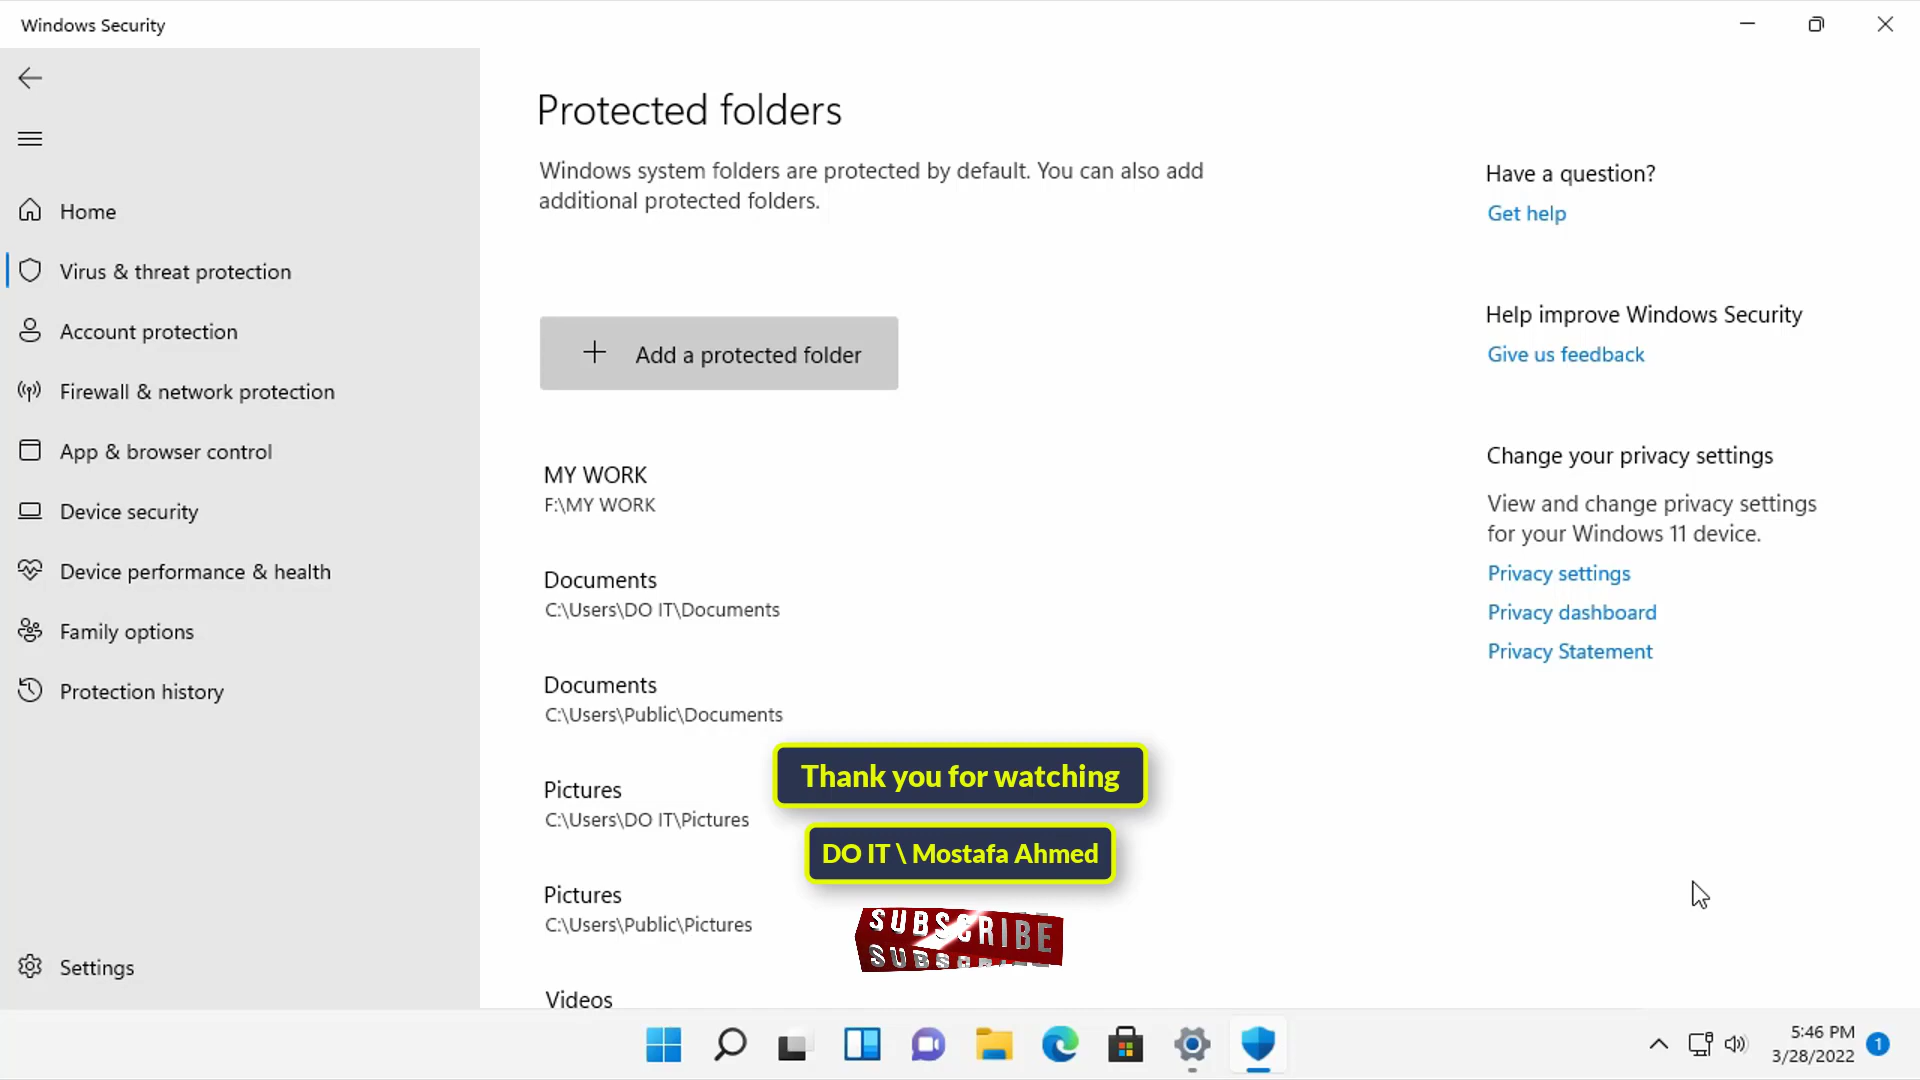 Windows Security
Home
Virus & threat protection
Account protection
Firewall & network protection
App & browser control
Device security
Device performance & health
Family options
Protection history
Settings
Protected folders
Windows system folders are protected by default. You can also add
additional protected folders.
Add a protected folder
MY WORK
F:\MY WORK
Documents
C:\Users\DO IT\Documents
Documents
C:\Users\Public\Documents
Pictures
C:\Users\DO IT\Pictures
Pictures
C:\Users\Public\Pictures
Videos
Have a question?
Get help
Help improve Windows Security
Give us feedback
Change your privacy settings
View and change privacy settings
for your Windows 11 device.
Privacy settings
Privacy dashboard
Privacy Statement
Thank you for watching
DO IT \ Mostafa Ahmed
SUBSCRIBE
SUBSCRIBE
5:46 PM
3/28/2022
1